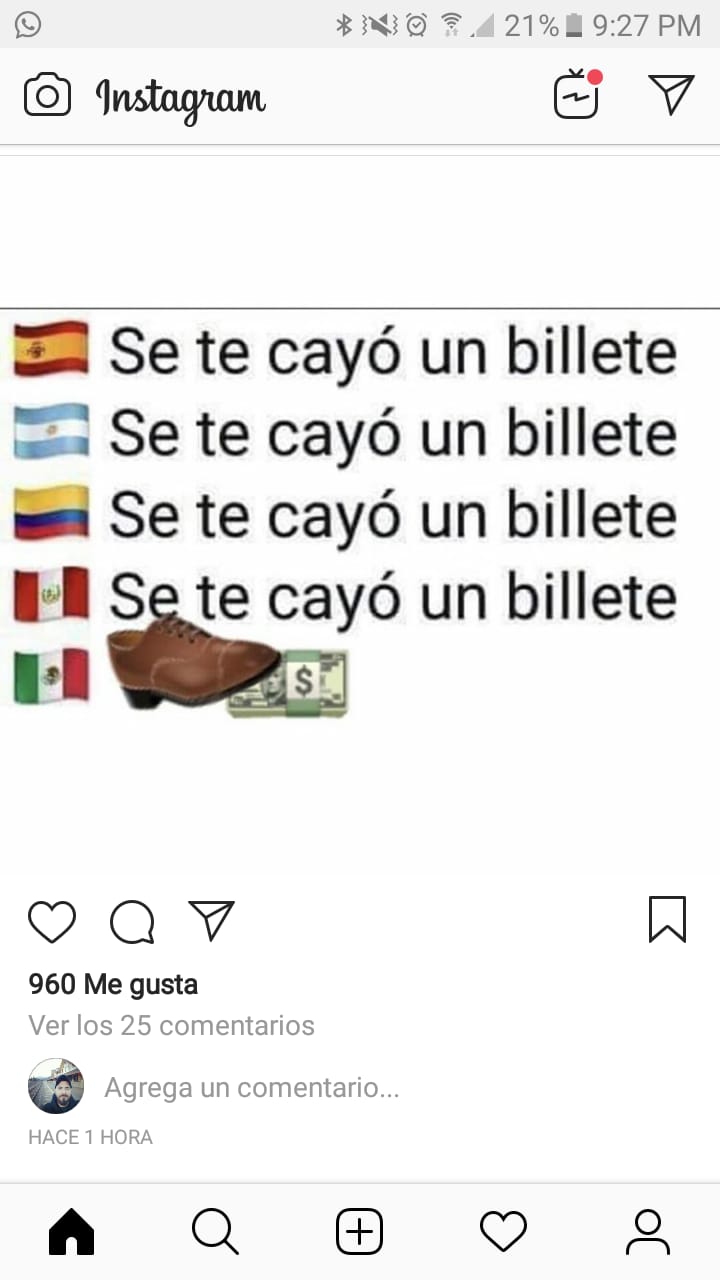 21% 9:27 PM
Instagram
Se te cayó un billete
Se te cayó un billete
Se te cayó un billete
Se te cayó un billete
$
960 Me gusta
Ver los 25 comentarios
Agrega un comentario...
HACE 1 HORA